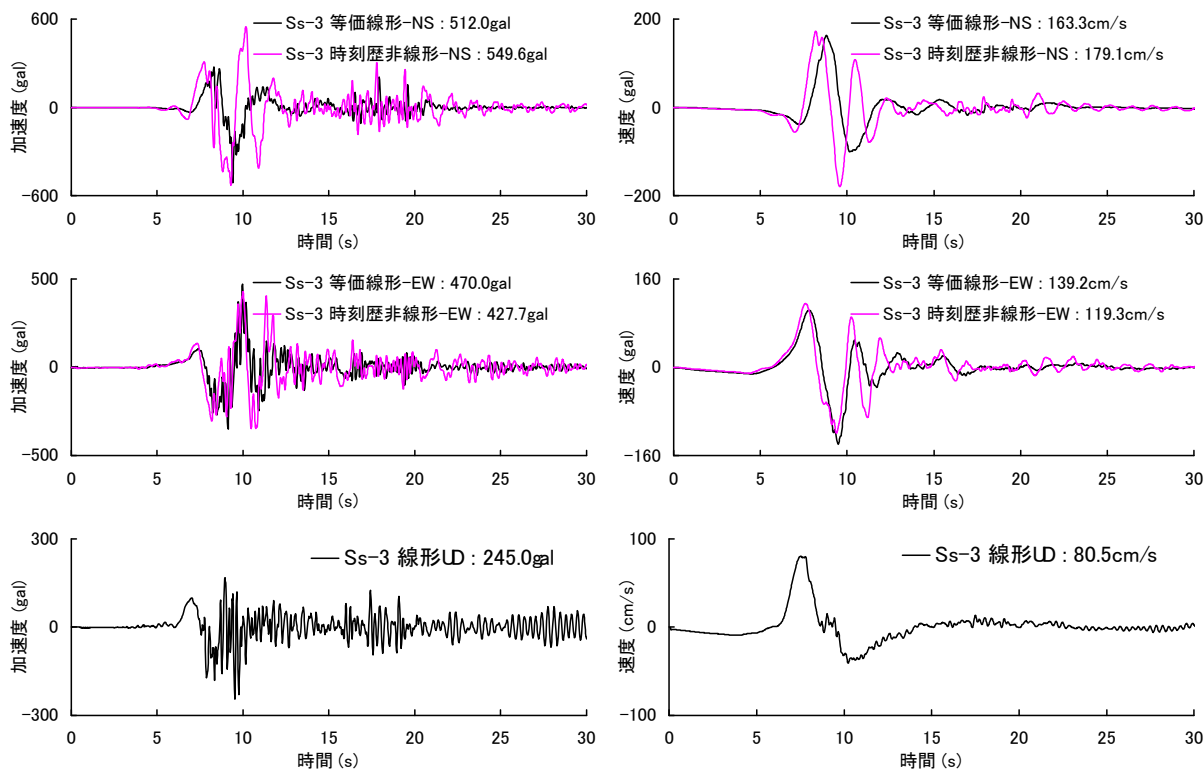 Ss-3 等価線形-NS : 512.0gal
Ss-3 時刻歴非線形-NS : 549.6gal
600
0
-600
加速度 (gal)
0 5 10 15 20 25 30
時間 (s)
Ss-3 等価線形-NS : 163.3cm/s
Ss-3 時刻歴非線形-NS : 179.1cm/s
200
0
-200
速度 (gal)
0 5 10 15 20 25 30
時間 (s)
Ss-3 等価線形-EW : 470.0gal
Ss-3 時刻歴非線形-EW : 427.7gal
500
0
-500
加速度 (gal)
0 5 10 15 20 25 30
時間 (s)
Ss-3 等価線形-EW : 139.2cm/s
Ss-3 時刻歴非線形-EW : 119.3cm/s
160
0
-160
速度 (gal)
0 5 10 15 20 25 30
時間 (s)
Ss-3 線形UD : 245.0gal
300
0
-300
加速度 (gal)
0 5 10 15 20 25 30
時間 (s)
Ss-3 線形UD : 80.5cm/s
100
0
-100
速度 (cm/s)
0 5 10 15 20 25 30
時間 (s)